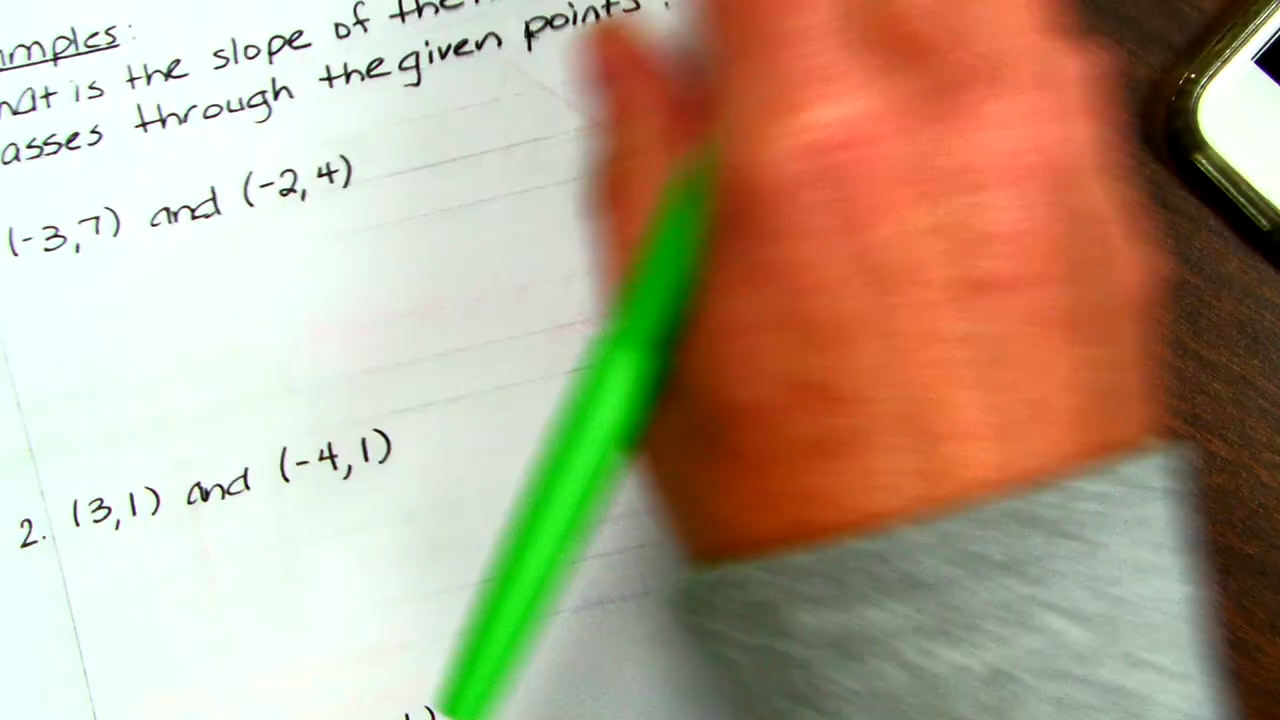 is the slope of the
through the given points
(-3,7) and (-2,4)
2. (3,1) and (-4,1)